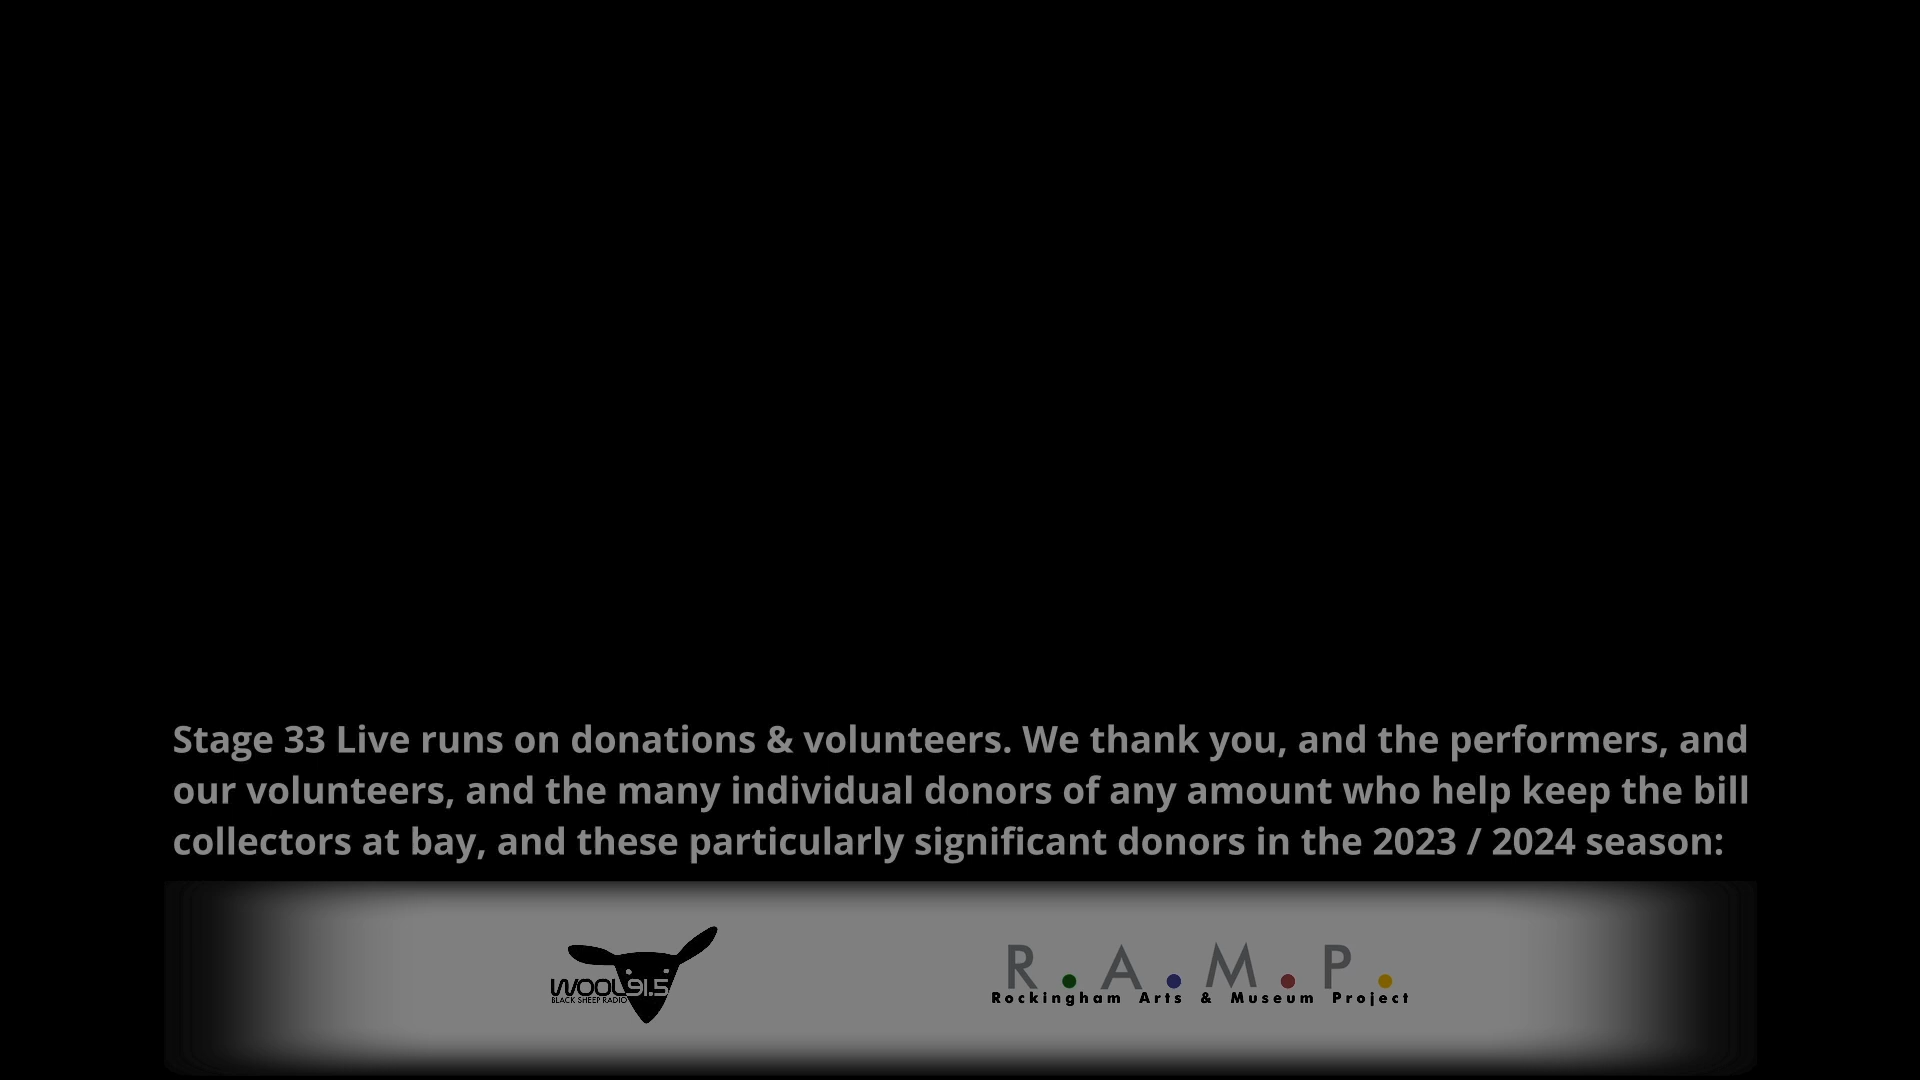 Stage 33 Live runs on donations & volunteers. We thank you, and the performers, and
our volunteers, and the many individual donors of any amount who help keep the bill
collectors at bay, and these particularly significant donors in the 2023 / 2024 season:
WOOL 91.5
BLACK SHEEP RADIO
R.A.M.P.
Rockingham Arts & Museum Project